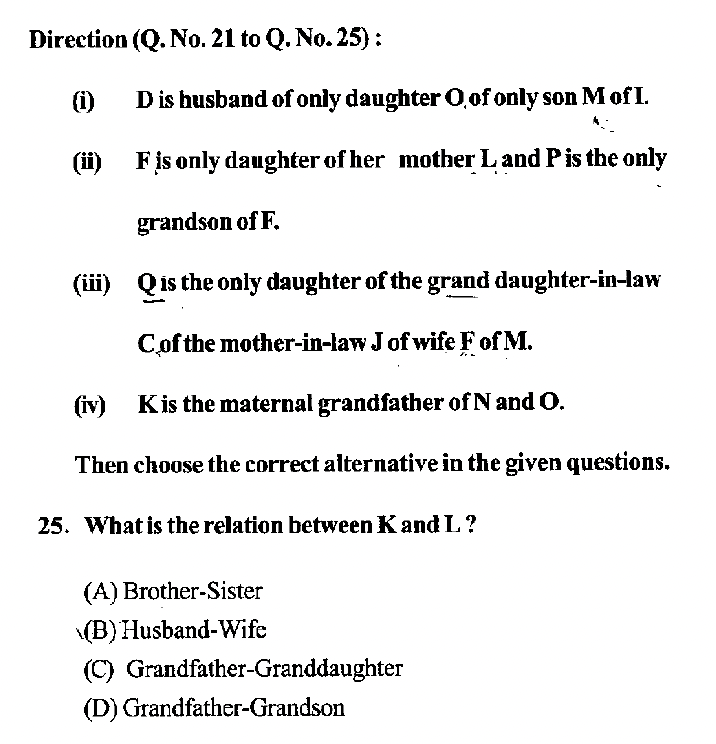 Direction (Q. No. 21 to Q. No. 25) :
(i) D is husband of only daughter O of only son M of I.
(ii) F is only daughter of her mother L and P is the only
grandson of F.
(iii) Q is the only daughter of the grand daughter-in-law
C of the mother-in-law J of wife F of M.
(iv) K is the maternal grandfather of N and O.
Then choose the correct alternative in the given questions.
25. What is the relation between K and L ?
(A) Brother-Sister
(B) Husband-Wife
(C) Grandfather-Granddaughter
(D) Grandfather-Grandson